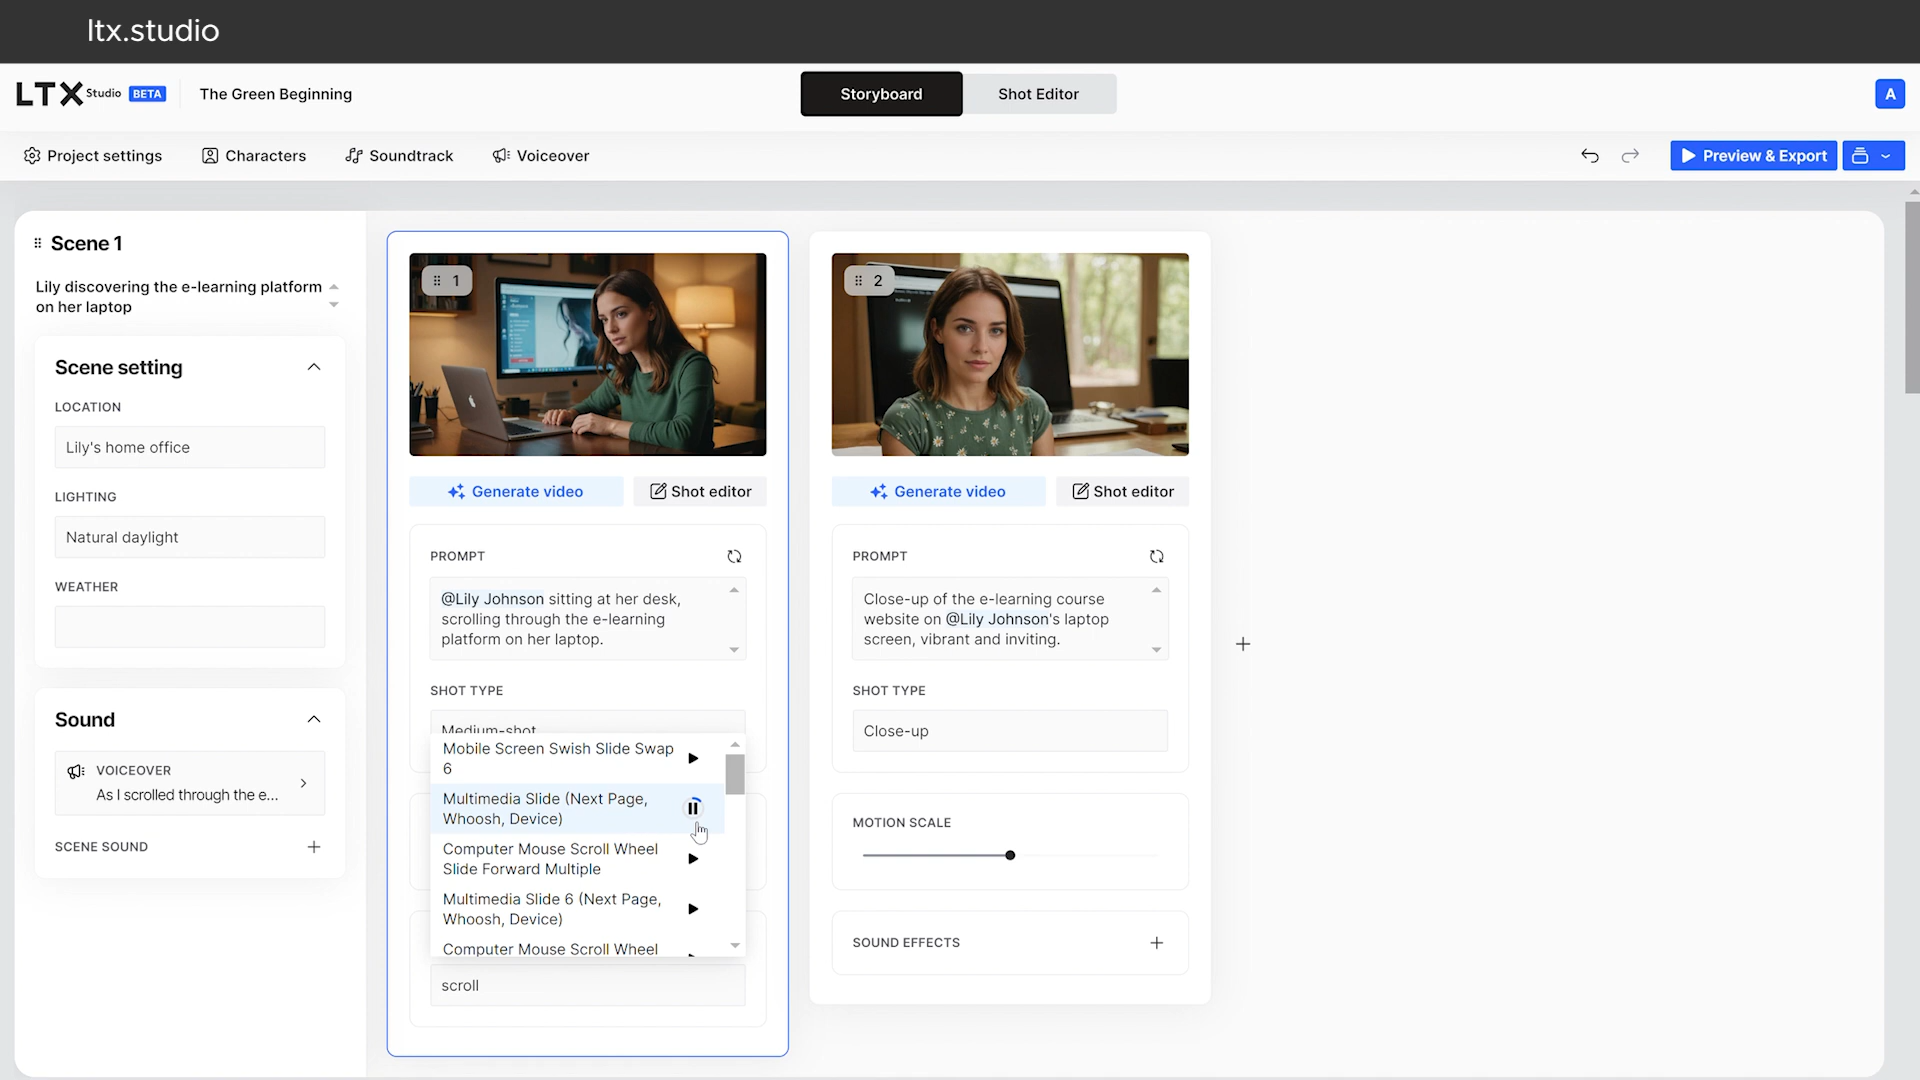 ltx.studio
LTX Studio BETA
The Green Beginning
Storyboard
Shot Editor
A
Project settings
Characters
Soundtrack
Voiceover
Preview & Export
Scene 1
Lily discovering the e-learning platform
on her laptop
Scene setting
LOCATION
Lily's home office
LIGHTING
Natural daylight
WEATHER
Sound
VOICEOVER
As I scrolled through the e...
SCENE SOUND
1
Generate video
Shot editor
PROMPT
@Lily Johnson sitting at her desk,
scrolling through the e-learning
platform on her laptop.
SHOT TYPE
Medium-shot
Mobile Screen Swish Slide Swap
6
Multimedia Slide (Next Page,
Whoosh, Device)
Computer Mouse Scroll Wheel
Slide Forward Multiple
Multimedia Slide 6 (Next Page,
Whoosh, Device)
Computer Mouse Scroll Wheel
scroll
2
Generate video
Shot editor
PROMPT
Close-up of the e-learning course
website on @Lily Johnson's laptop
screen, vibrant and inviting.
SHOT TYPE
Close-up
MOTION SCALE
SOUND EFFECTS